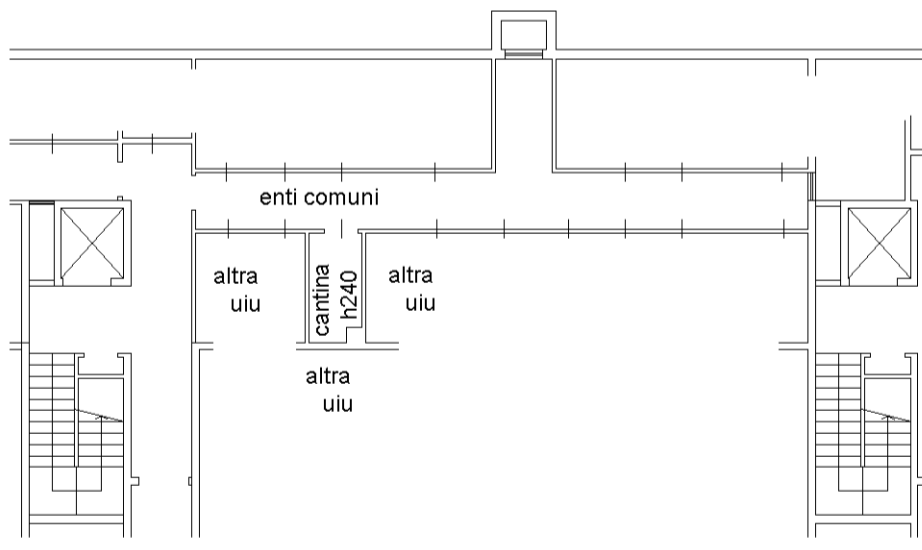 enti comuni
altra
uiu
cantina
h240
altra
uiu
altra
uiu